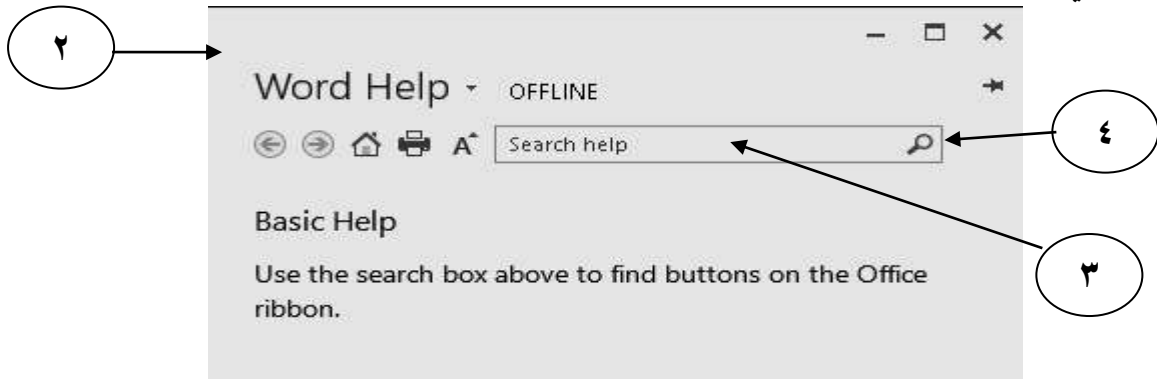 ٢
Word Help OFFLINE
Search help
٤
Basic Help
٣
Use the search box above to find buttons on the Office
ribbon.